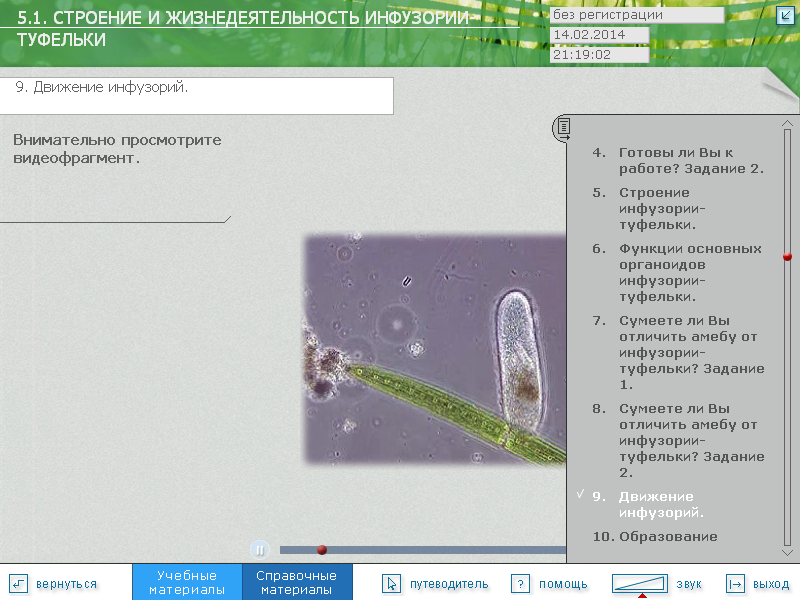 5.1. СТРОЕНИЕ И ЖИЗНЕДЕЯТЕЛЬНОСТЬ ИНФУЗОРИИ-
ТУФЕЛЬКИ
без регистрации
14.02.2014
21:19:02
9. Движение инфузорий.
Внимательно просмотрите
видеофрагмент.
4. Готовы ли Вы к
работе? Задание 2.
5. Строение
инфузории-
туфельки.
6. Функции основных
органоидов
инфузории-
туфельки.
7. Сумеете ли Вы
отличить амебу от
инфузории-
туфельки? Задание
1.
8. Сумеете ли Вы
отличить амебу от
инфузории-
туфельки? Задание
2.
9. Движение
инфузорий.
10. Образование
вернуться
Учебные
материалы
Справочные
материалы
путеводитель
? помощь
звук
выход